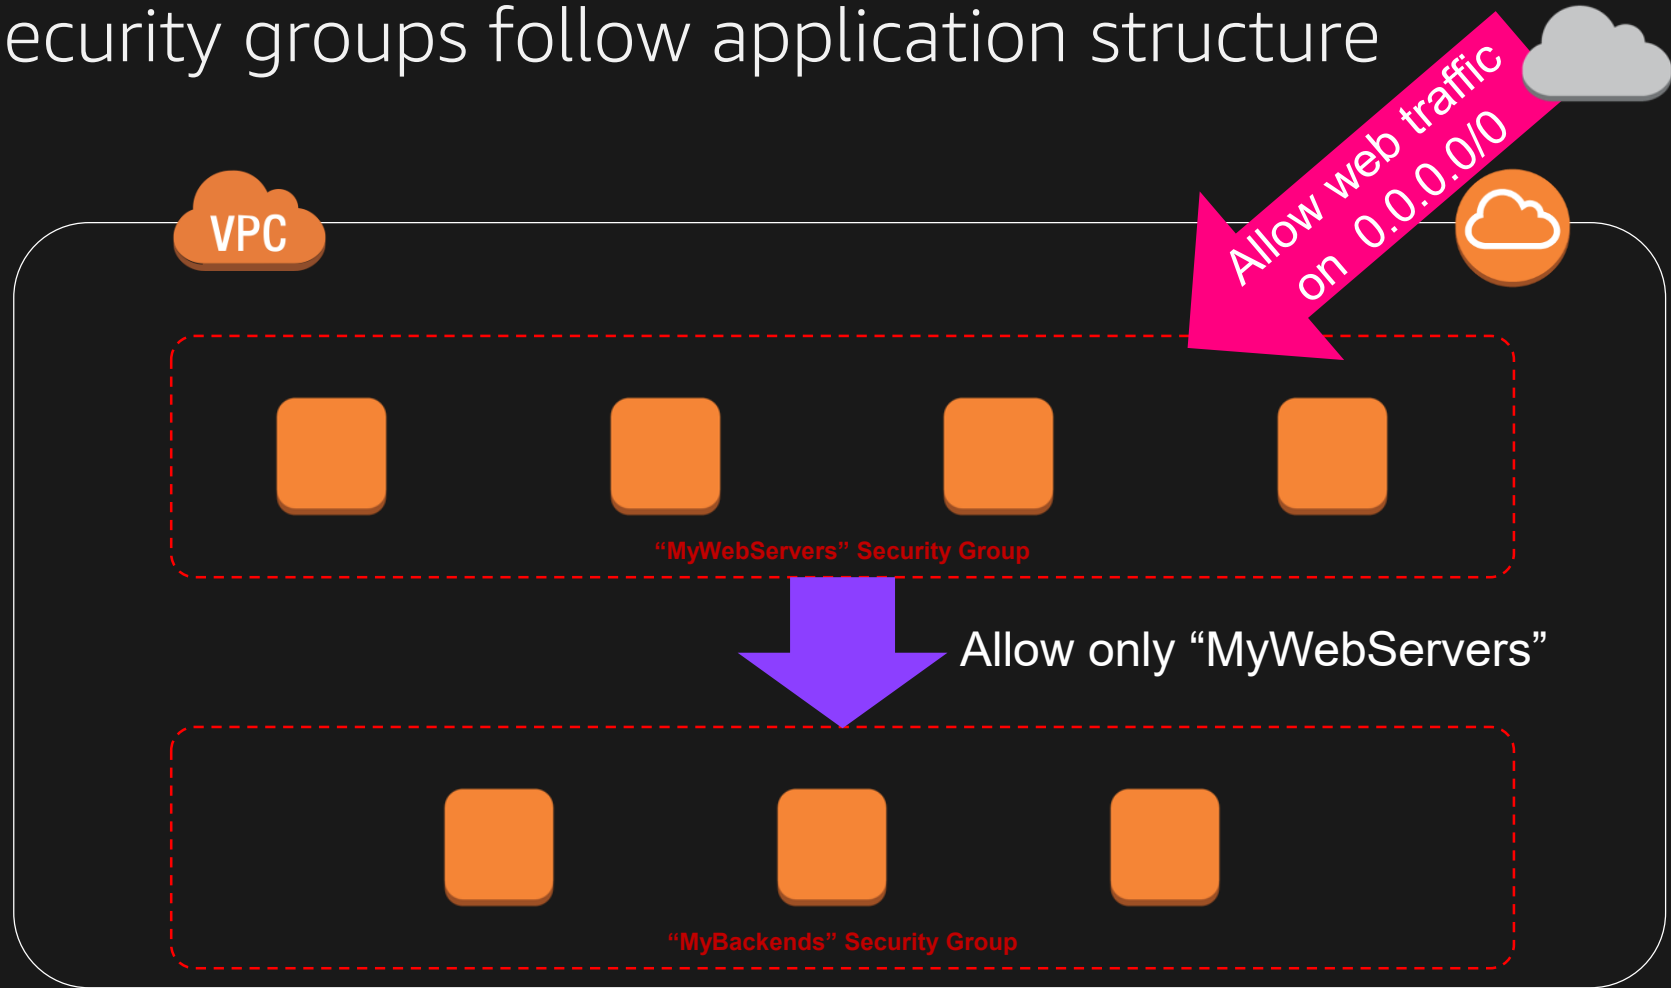 ecurity groups follow application structure
Allow web traffic
on 0.0.0.0/0
VPC
“MyWebServers” Security Group
Allow only “MyWebServers”
“MyBackends” Security Group